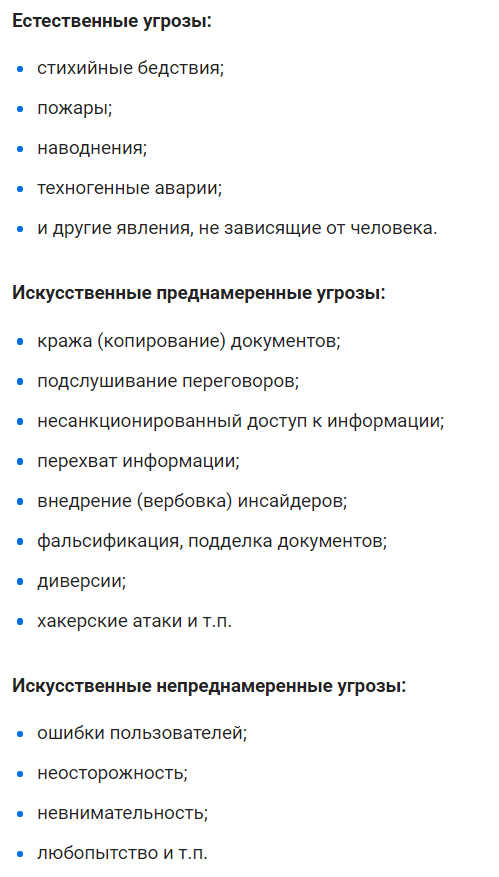 Естественные угрозы:
стихийные бедствия;
пожары;
наводнения;
техногенные аварии;
и другие явления, не зависящие от человека.
Искусственные преднамеренные угрозы:
кража (копирование) документов;
подслушивание переговоров;
несанкционированный доступ к информации;
перехват информации;
внедрение (вербовка) инсайдеров;
фальсификация, подделка документов;
диверсии;
хакерские атаки и т.п.
Искусственные непреднамеренные угрозы:
ошибки пользователей;
неосторожность;
невнимательность;
любопытство и т.п.